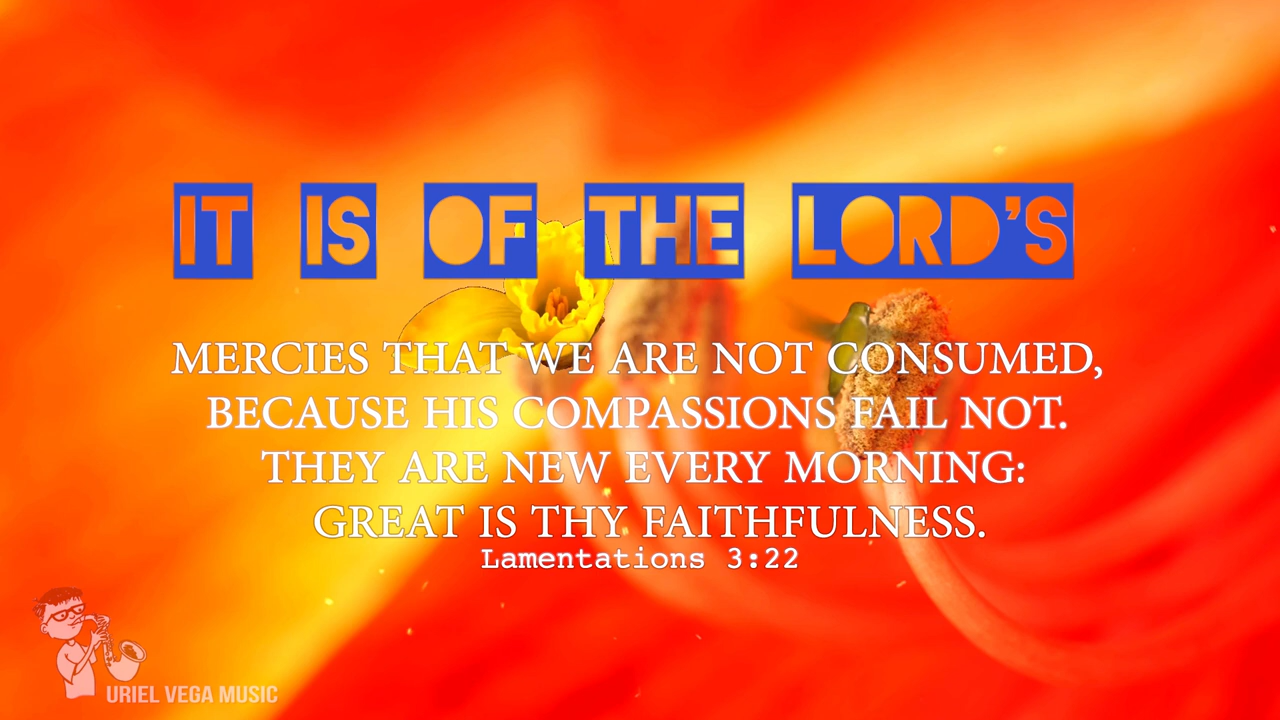 IT IS OF THE LORD'S
MERCIES THAT WE ARE NOT CONSUMED,
BECAUSE HIS COMPASSIONS FAIL NOT.
THEY ARE NEW EVERY MORNING:
GREAT IS THY FAITHFULNESS.
Lamentations 3:22
URIEL VEGA MUSIC